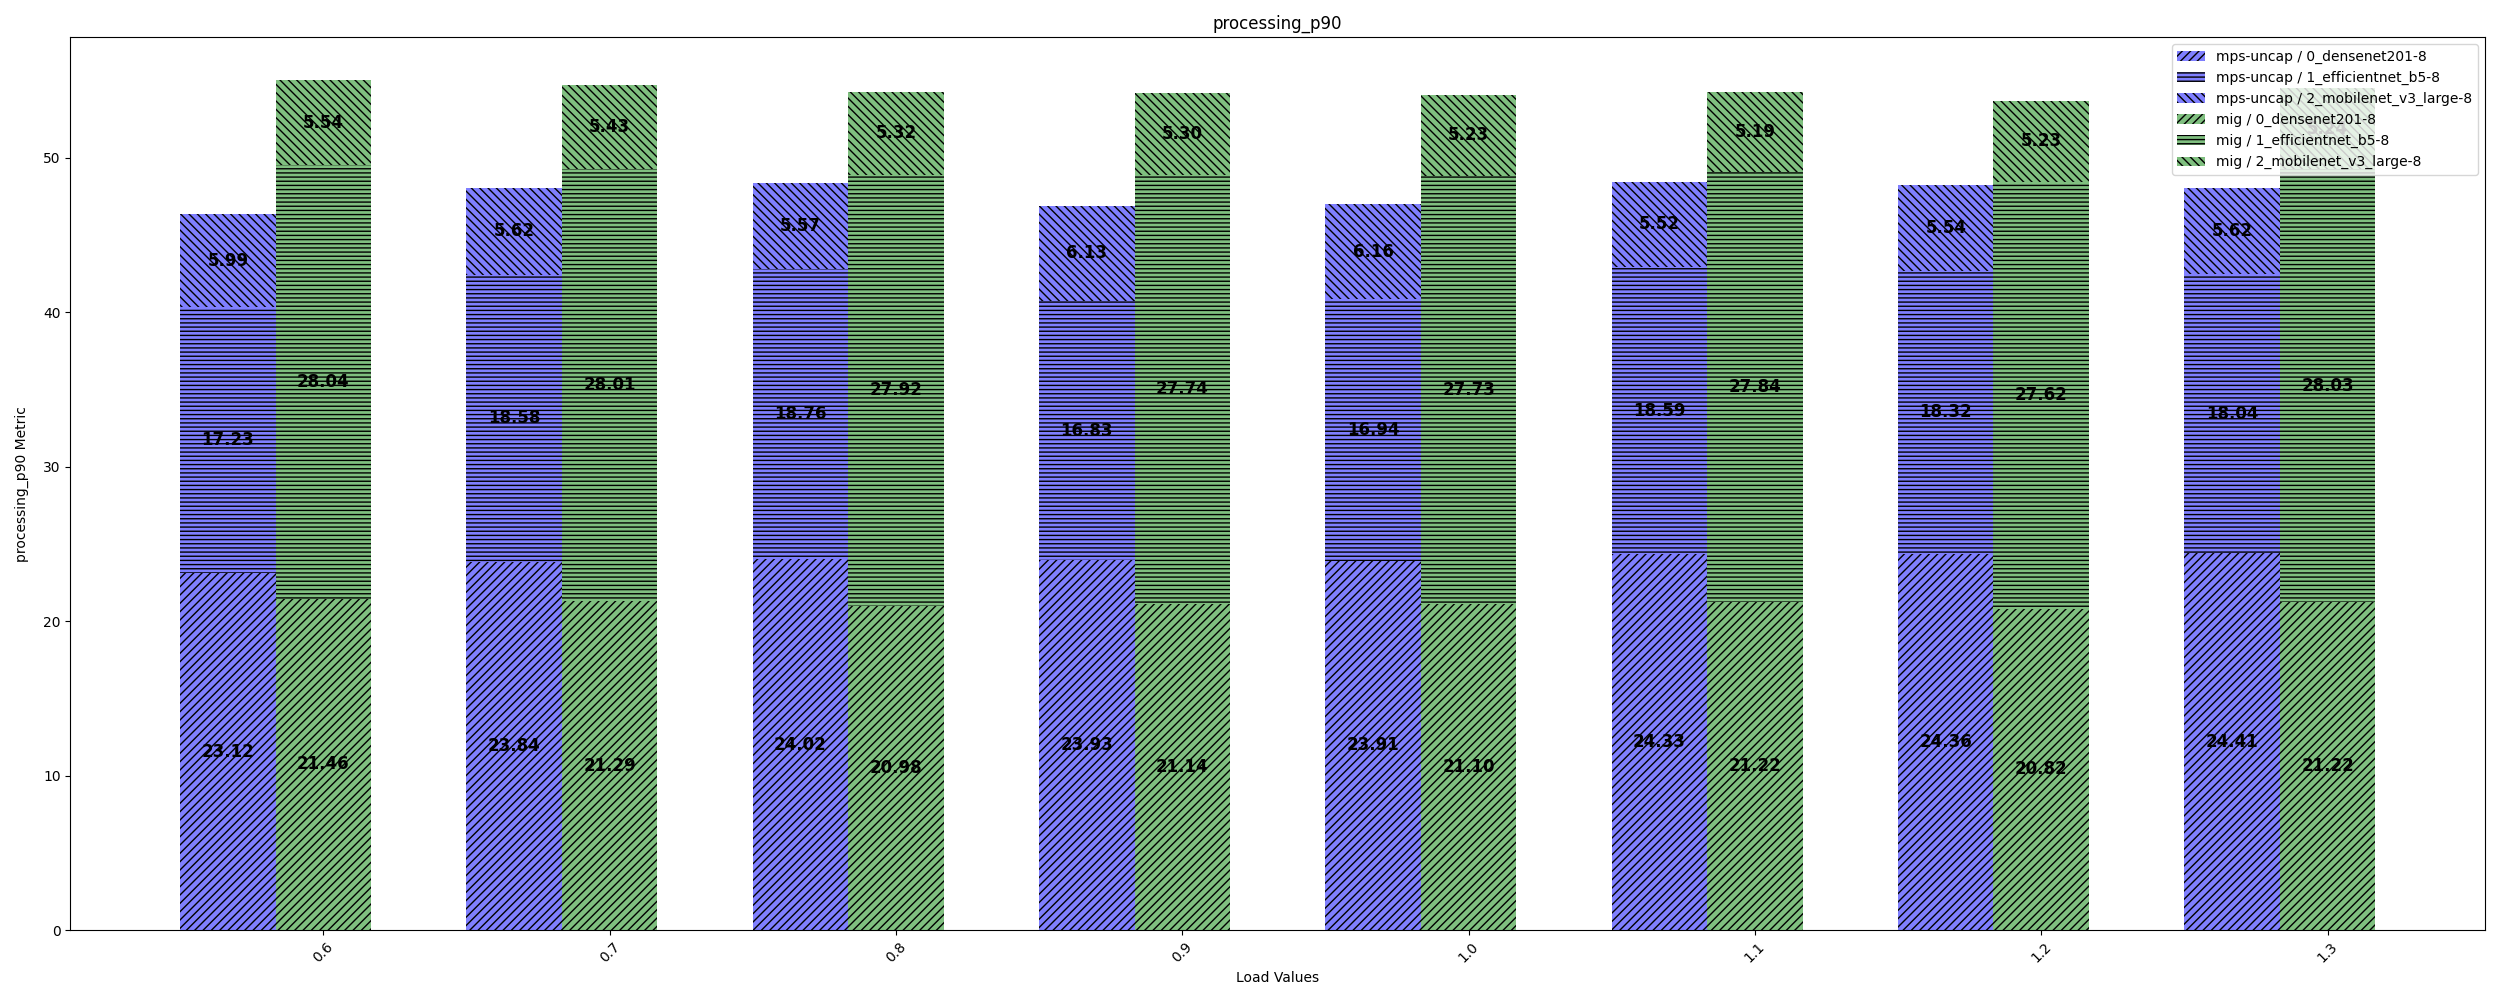 processing_p90
mps-uncap / 0_densenet201-8
mps-uncap / 1_efficientnet_b5-8
mps-uncap / 2_mobilenet_v3_large-8
mig / 0_densenet201-8
mig / 1_efficientnet_b5-8
mig / 2_mobilenet_v3_large-8
processing_p90 Metric
50
40
30
20
10
0
5.99 5.54 5.62 5.43 5.57 5.32 6.13 5.30 6.16 5.23 5.52 5.19 5.54 5.23 5.62
17.23 28.04 18.58 28.01 18.76 27.92 16.83 27.74 16.94 27.73 18.59 27.84 18.32 27.62 18.04 28.03
23.12 21.46 23.84 21.29 24.02 20.98 23.93 21.14 23.91 21.10 24.33 21.22 24.36 20.82 24.41 21.22
0.6 0.7 0.8 0.9 1.0 1.1 1.2 1.3
Load Values